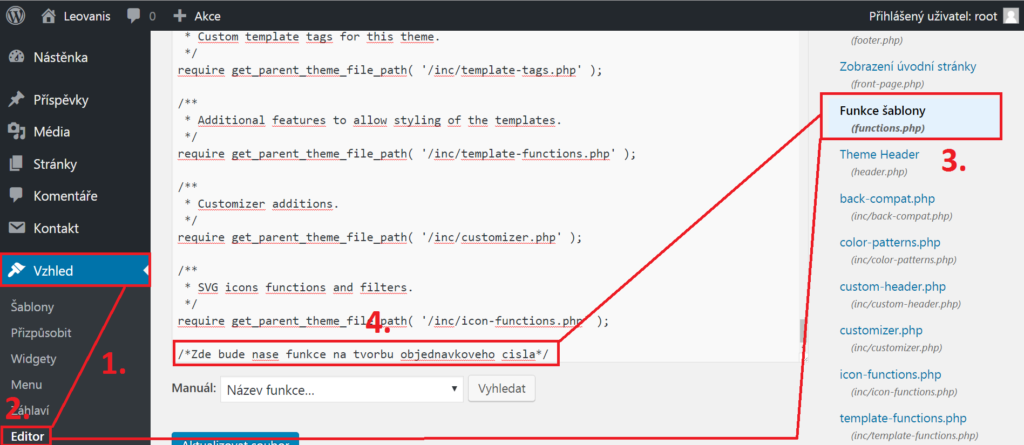 Leovanis 0 + Akce Přihlášený uživatel: root
Nástěnka
Příspěvky
Média
Stránky
Komentáře
Kontakt
Vzhled
Šablony
Přizpůsobit
Widgety
Menu
Záhlaví
Editor
1.
2.
* Custom template tags for this theme.
*/
require get_parent_theme_file_path( '/inc/template-tags.php' );
/**
* Additional features to allow styling of the templates.
*/
require get_parent_theme_file_path( '/inc/template-functions.php' );
/**
* Customizer additions.
*/
require get_parent_theme_file_path( '/inc/customizer.php' );
/**
* SVG icons functions and filters.
*/
require get_parent_theme_file_path( '/inc/icon-functions.php' );
4.
/*Zde bude nase funkce na tvorbu objednavkoveho cisla*/
Manuál: Název funkce... Vyhledat
Aktualizovat soubor
(footer.php)
Zobrazení úvodní stránky
(front-page.php)
Funkce šablony
(functions.php)
3.
Theme Header
(header.php)
back-compat.php
(inc/back-compat.php)
color-patterns.php
(inc/color-patterns.php)
custom-header.php
(inc/custom-header.php)
customizer.php
(inc/customizer.php)
icon-functions.php
(inc/icon-functions.php)
template-functions.php
(inc/template-functions.php)